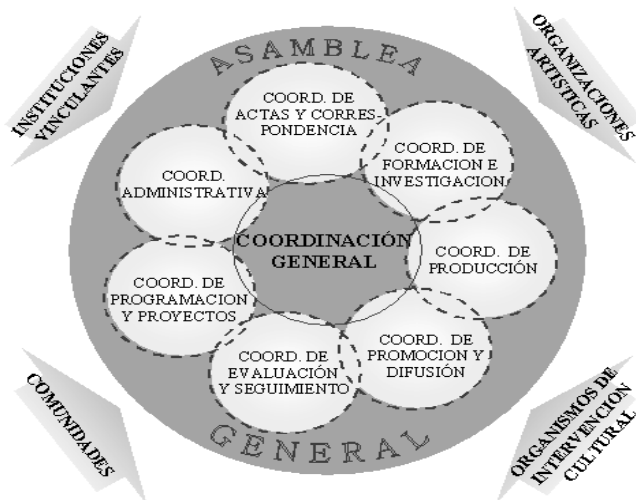 INSTITUCIONES
VINCULANTES
ORGANIZACIONES
ARTISTICAS
ASAMBLEA
COORD. DE
ACTAS Y CORRES
PONDENCIA
COORD. DE
FORMACION E
INVESTIGACION
COORD.
ADMINISTRATIVA
COORDINACIÓN
GENERAL
COORD. DE
PRODUCCIÓN
COORD. DE
PROGRAMACION
Y PROYECTOS
COORD. DE
PROMOCION Y
DIFUSIÓN
COORD. DE
EVALUACIÓN
Y SEGUIMIENTO
GENERAL
COMUNIDADES
ORGANISMOS DE
INTERVENCION
CULTURAL